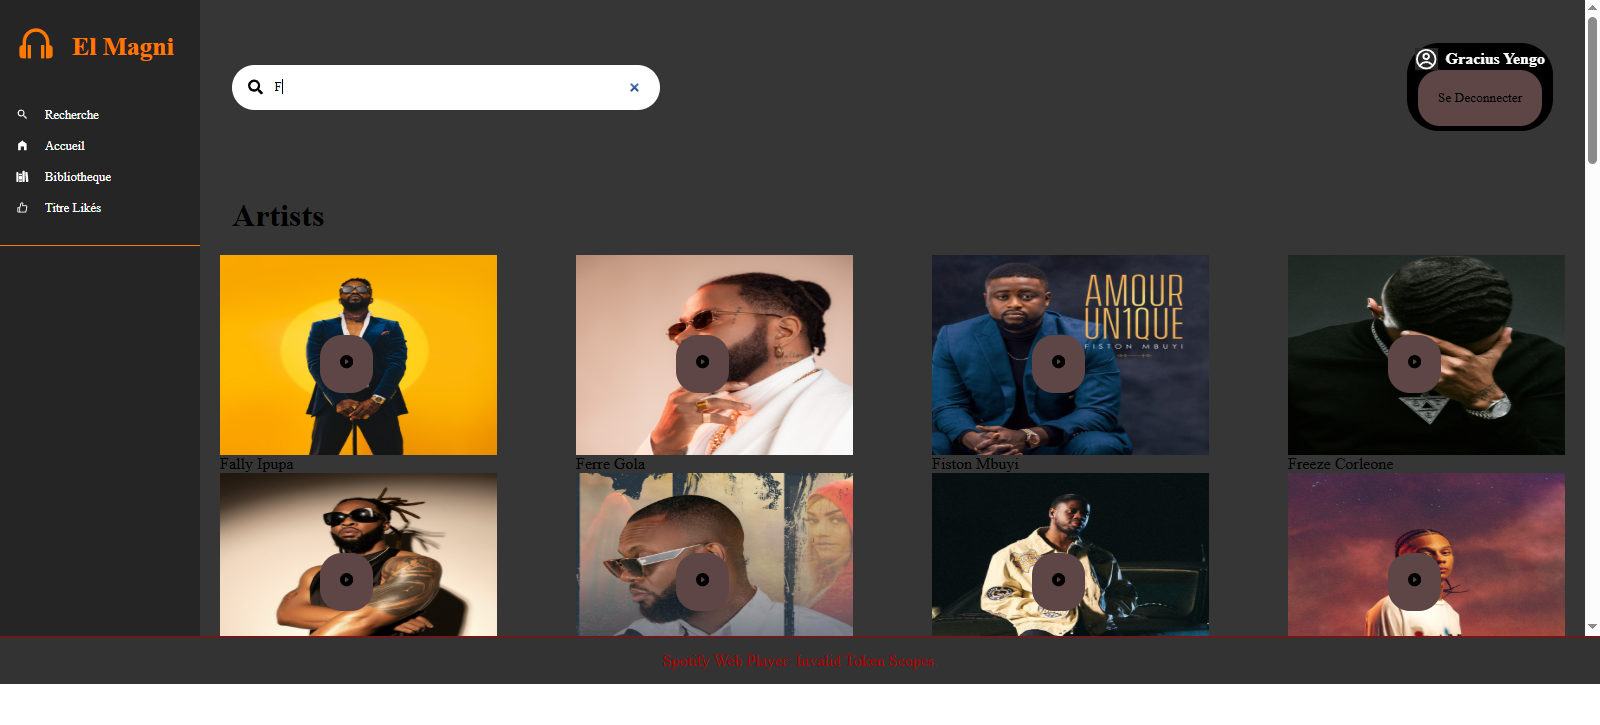 El Magni
Recherche
Accueil
Bibliotheque
Titre Likés
F
Gracius Yengo
Se Deconnecter
Artists
AMOUR
UN1QUE
FISTON MBUYI
Fally Ipupa
Ferre Gola
Fiston Mbuyi
Freeze Corleone
Spotify Web Player: Invalid Token Scopes.